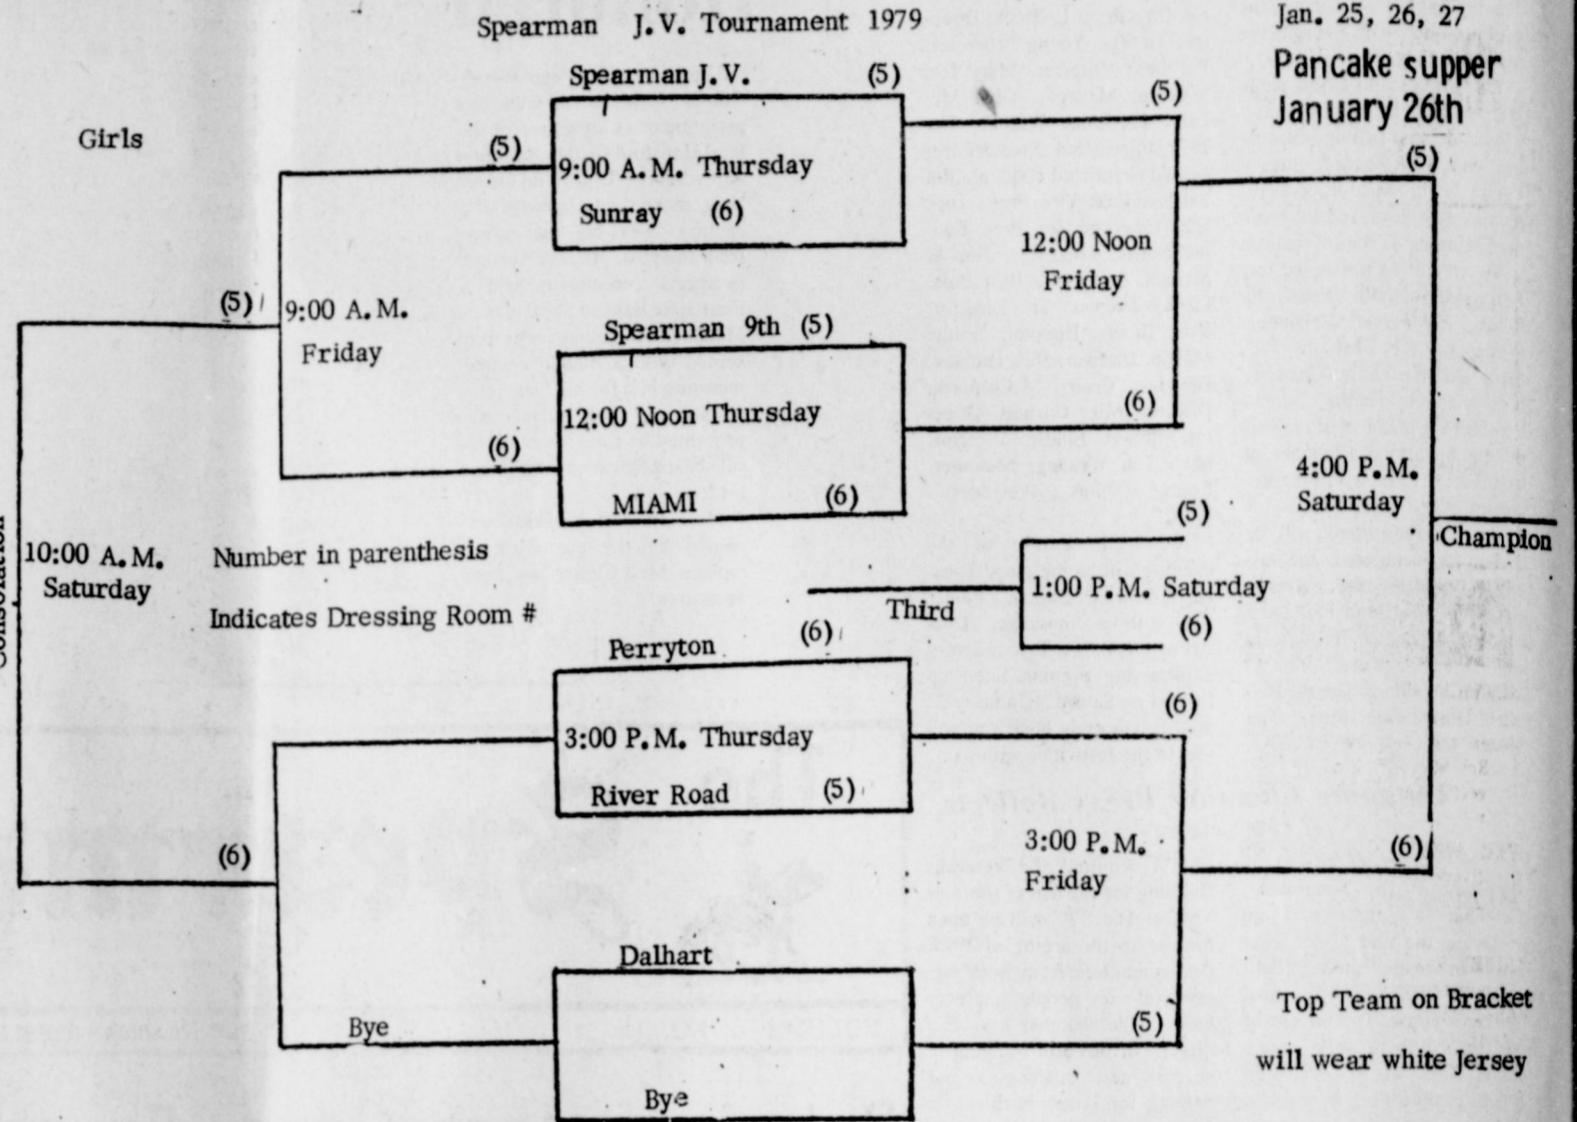 Spearman J.V. Tournament 1979
Jan. 25, 26, 27
Pancake supper
January 26th
Girls
Spearman J.V. (5)
9:00 A.M. Thursday
Sunray (6)
(5)
(5)
(5)
12:00 Noon
Friday
(5)
9:00 A.M.
Friday
Spearman 9th (5)
12:00 Noon Thursday
MIAMI (6)
(6)
(6)
4:00 P.M.
Saturday
Champion
Consolation
10:00 A.M.
Saturday
Number in parenthesis
Indicates Dressing Room #
(5)
1:00 P.M. Saturday
Third
(6)
Perryton (6)
3:00 P.M. Thursday
River Road (5)
(6)
3:00 P.M.
Friday
(6)
(6)
Dalhart
Bye
Bye
(5)
Top Team on Bracket
will wear white Jersey